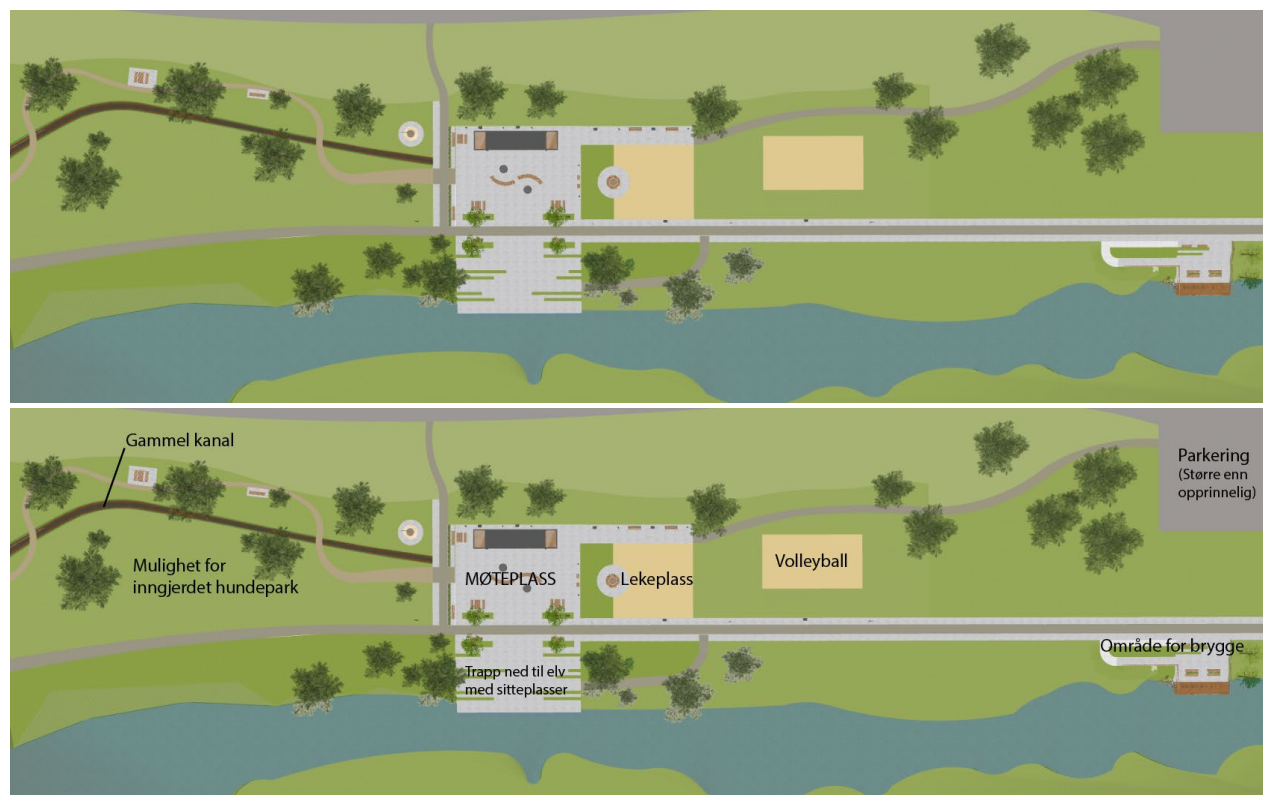 Gammel kanal
Parkering
(Større enn
opprinnelig)
Mulighet for
inngjerdet hundepark
MØTEPLASS
Lekeplass
Volleyball
Trapp ned til elv
med sitteplasser
Område for brygge